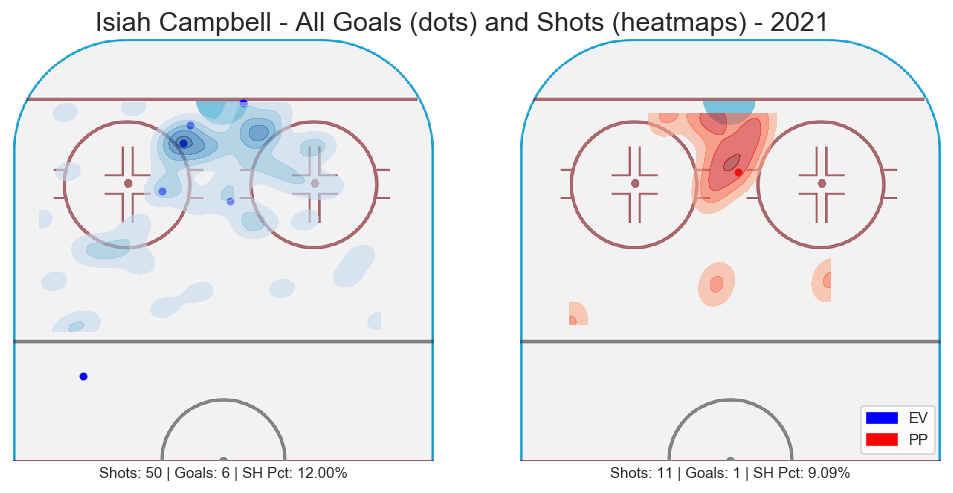 Isiah Campbell - All Goals (dots) and Shots (heatmaps) - 2021
EV
PP
Shots: 50 | Goals: 6 | SH Pct: 12.00%
Shots: 11 | Goals: 1 | SH Pct: 9.09%